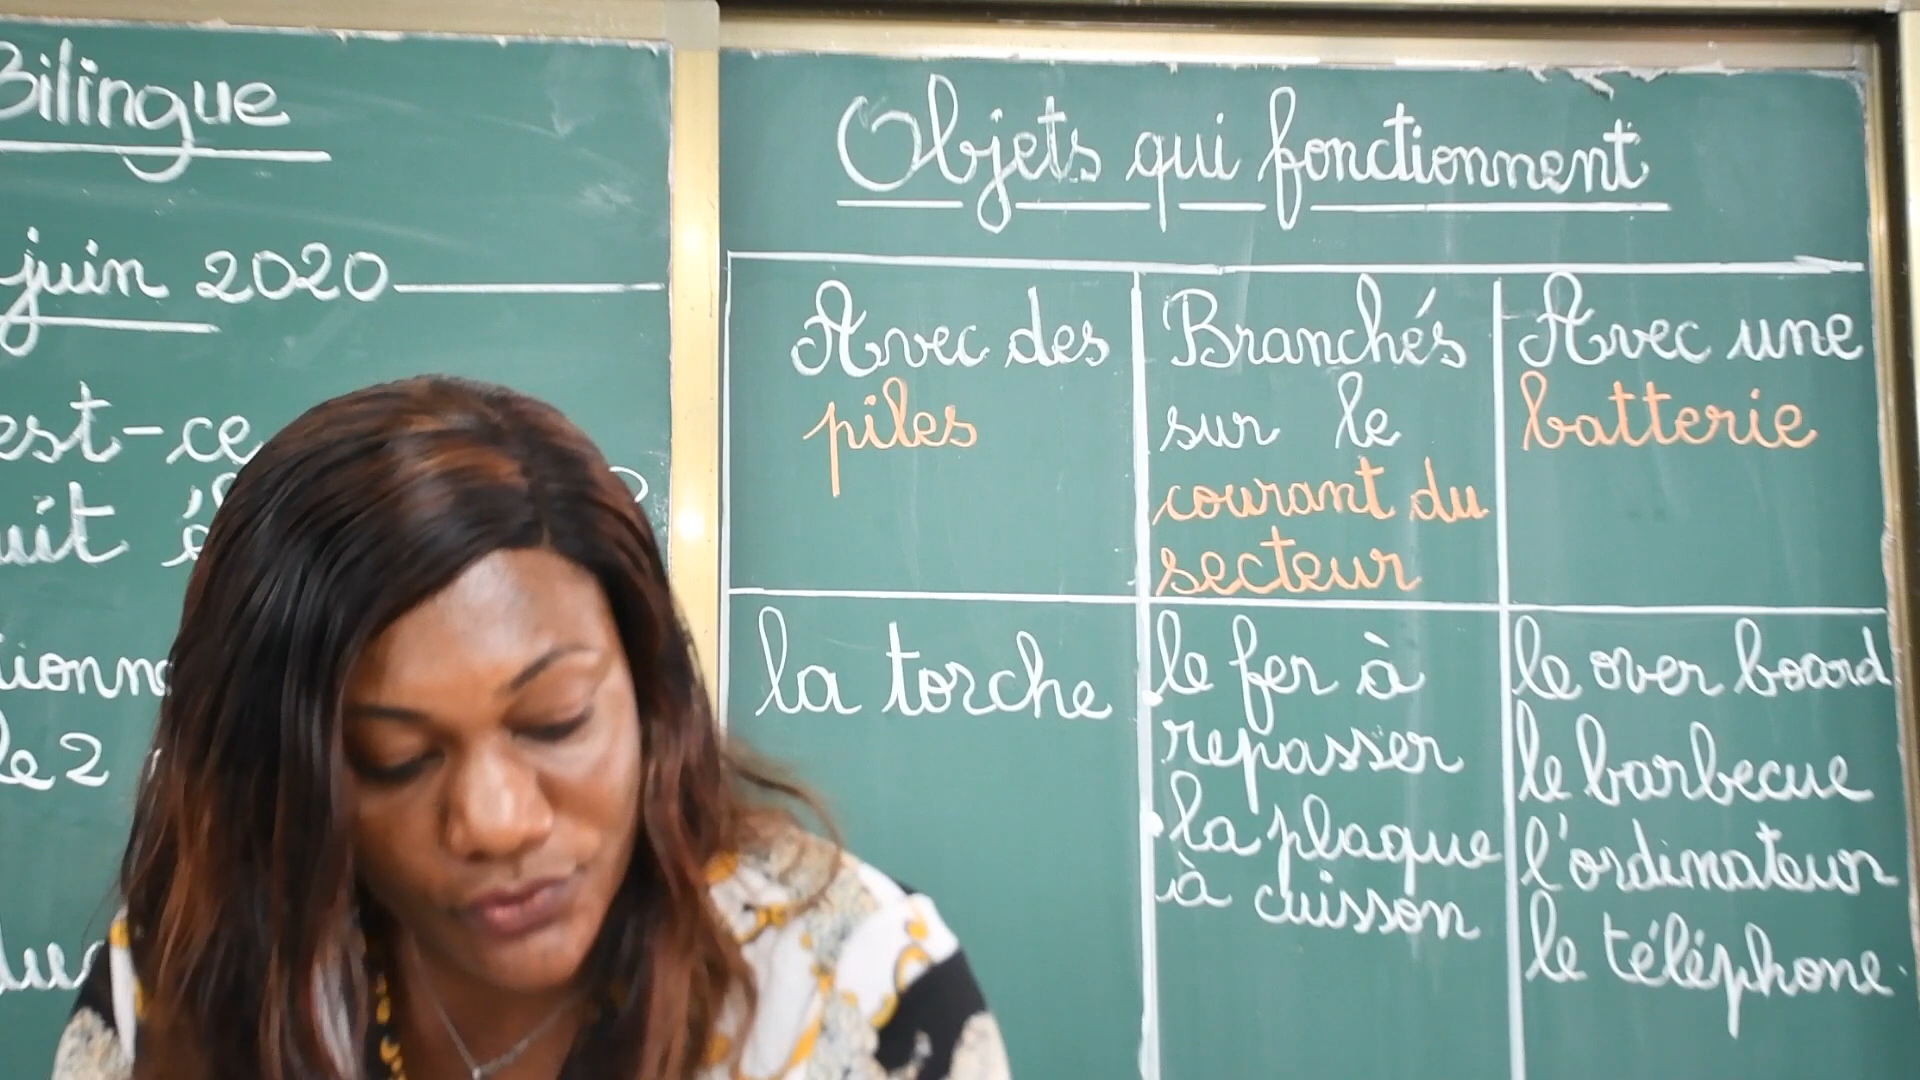 Bilingue
juin 2020
est-ce
uit
ionne
le 2
Objets qui fonctionnent
Avec des
piles
Branchés
sur le
courant du
secteur
Avec une
batterie
la torche
le fer à
repasser
la plaque
à cuisson
le over board
le barbecue
l'ordinateur
le téléphone.